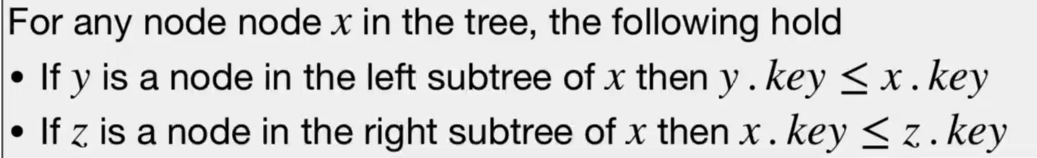 For any node node x in the tree, the following hold
• If y is a node in the left subtree of x then y . key ≤ x . key
• If z is a node in the right subtree of x then x . key ≤ z . key